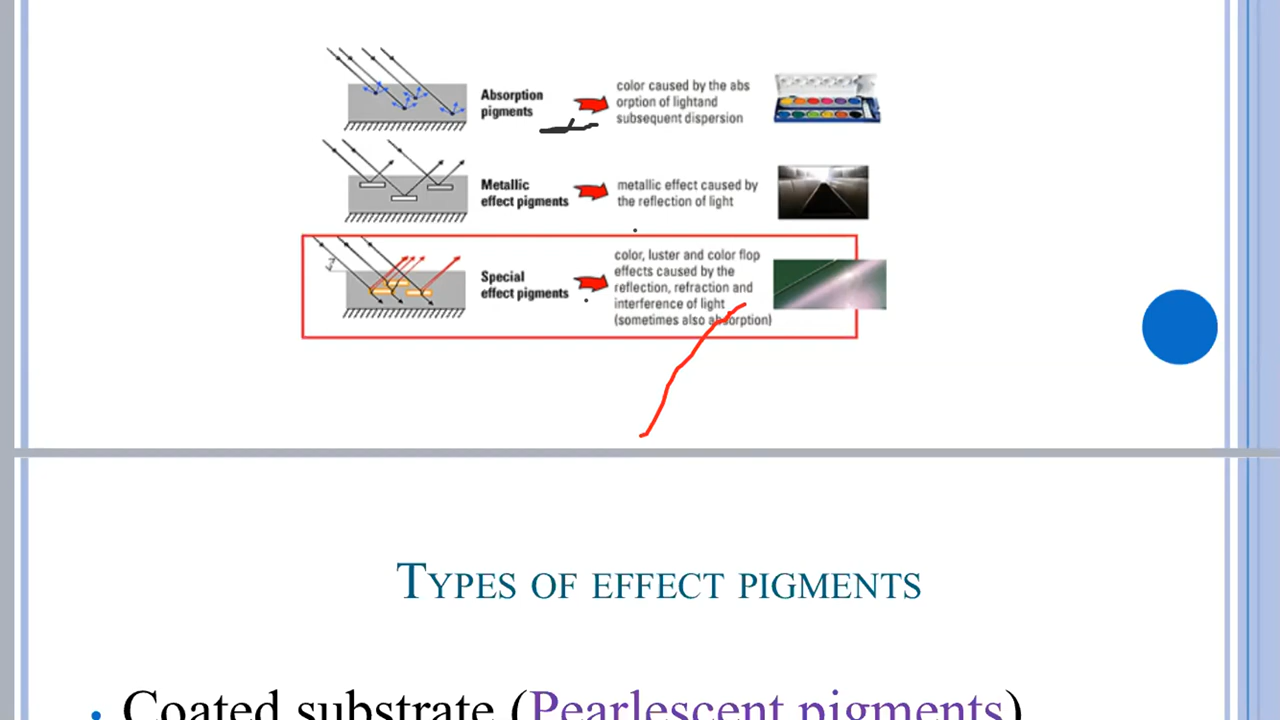 Absorption
pigments
color caused by the abs
orption of lightand
subsequent dispersion
Metallic
effect pigments
metallic effect caused by
the reflection of light
Special
effect pigments
color, luster and color flop
effects caused by the
reflection, refraction and
interference of light
(sometimes also absorption)
TYPES OF EFFECT PIGMENTS
• Coated substrate (Pearlescent pigments)